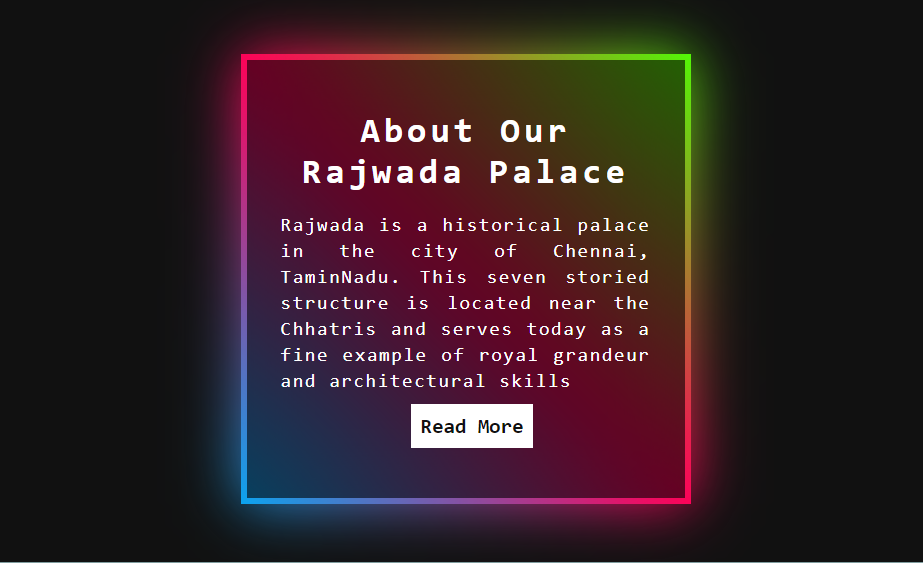 About Our
Rajwada Palace
Rajwada is a historical palace
in the city of Chennai,
TaminNadu. This seven storied
structure is located near the
Chhatris and serves today as a
fine example of royal grandeur
and architectural skills
Read More